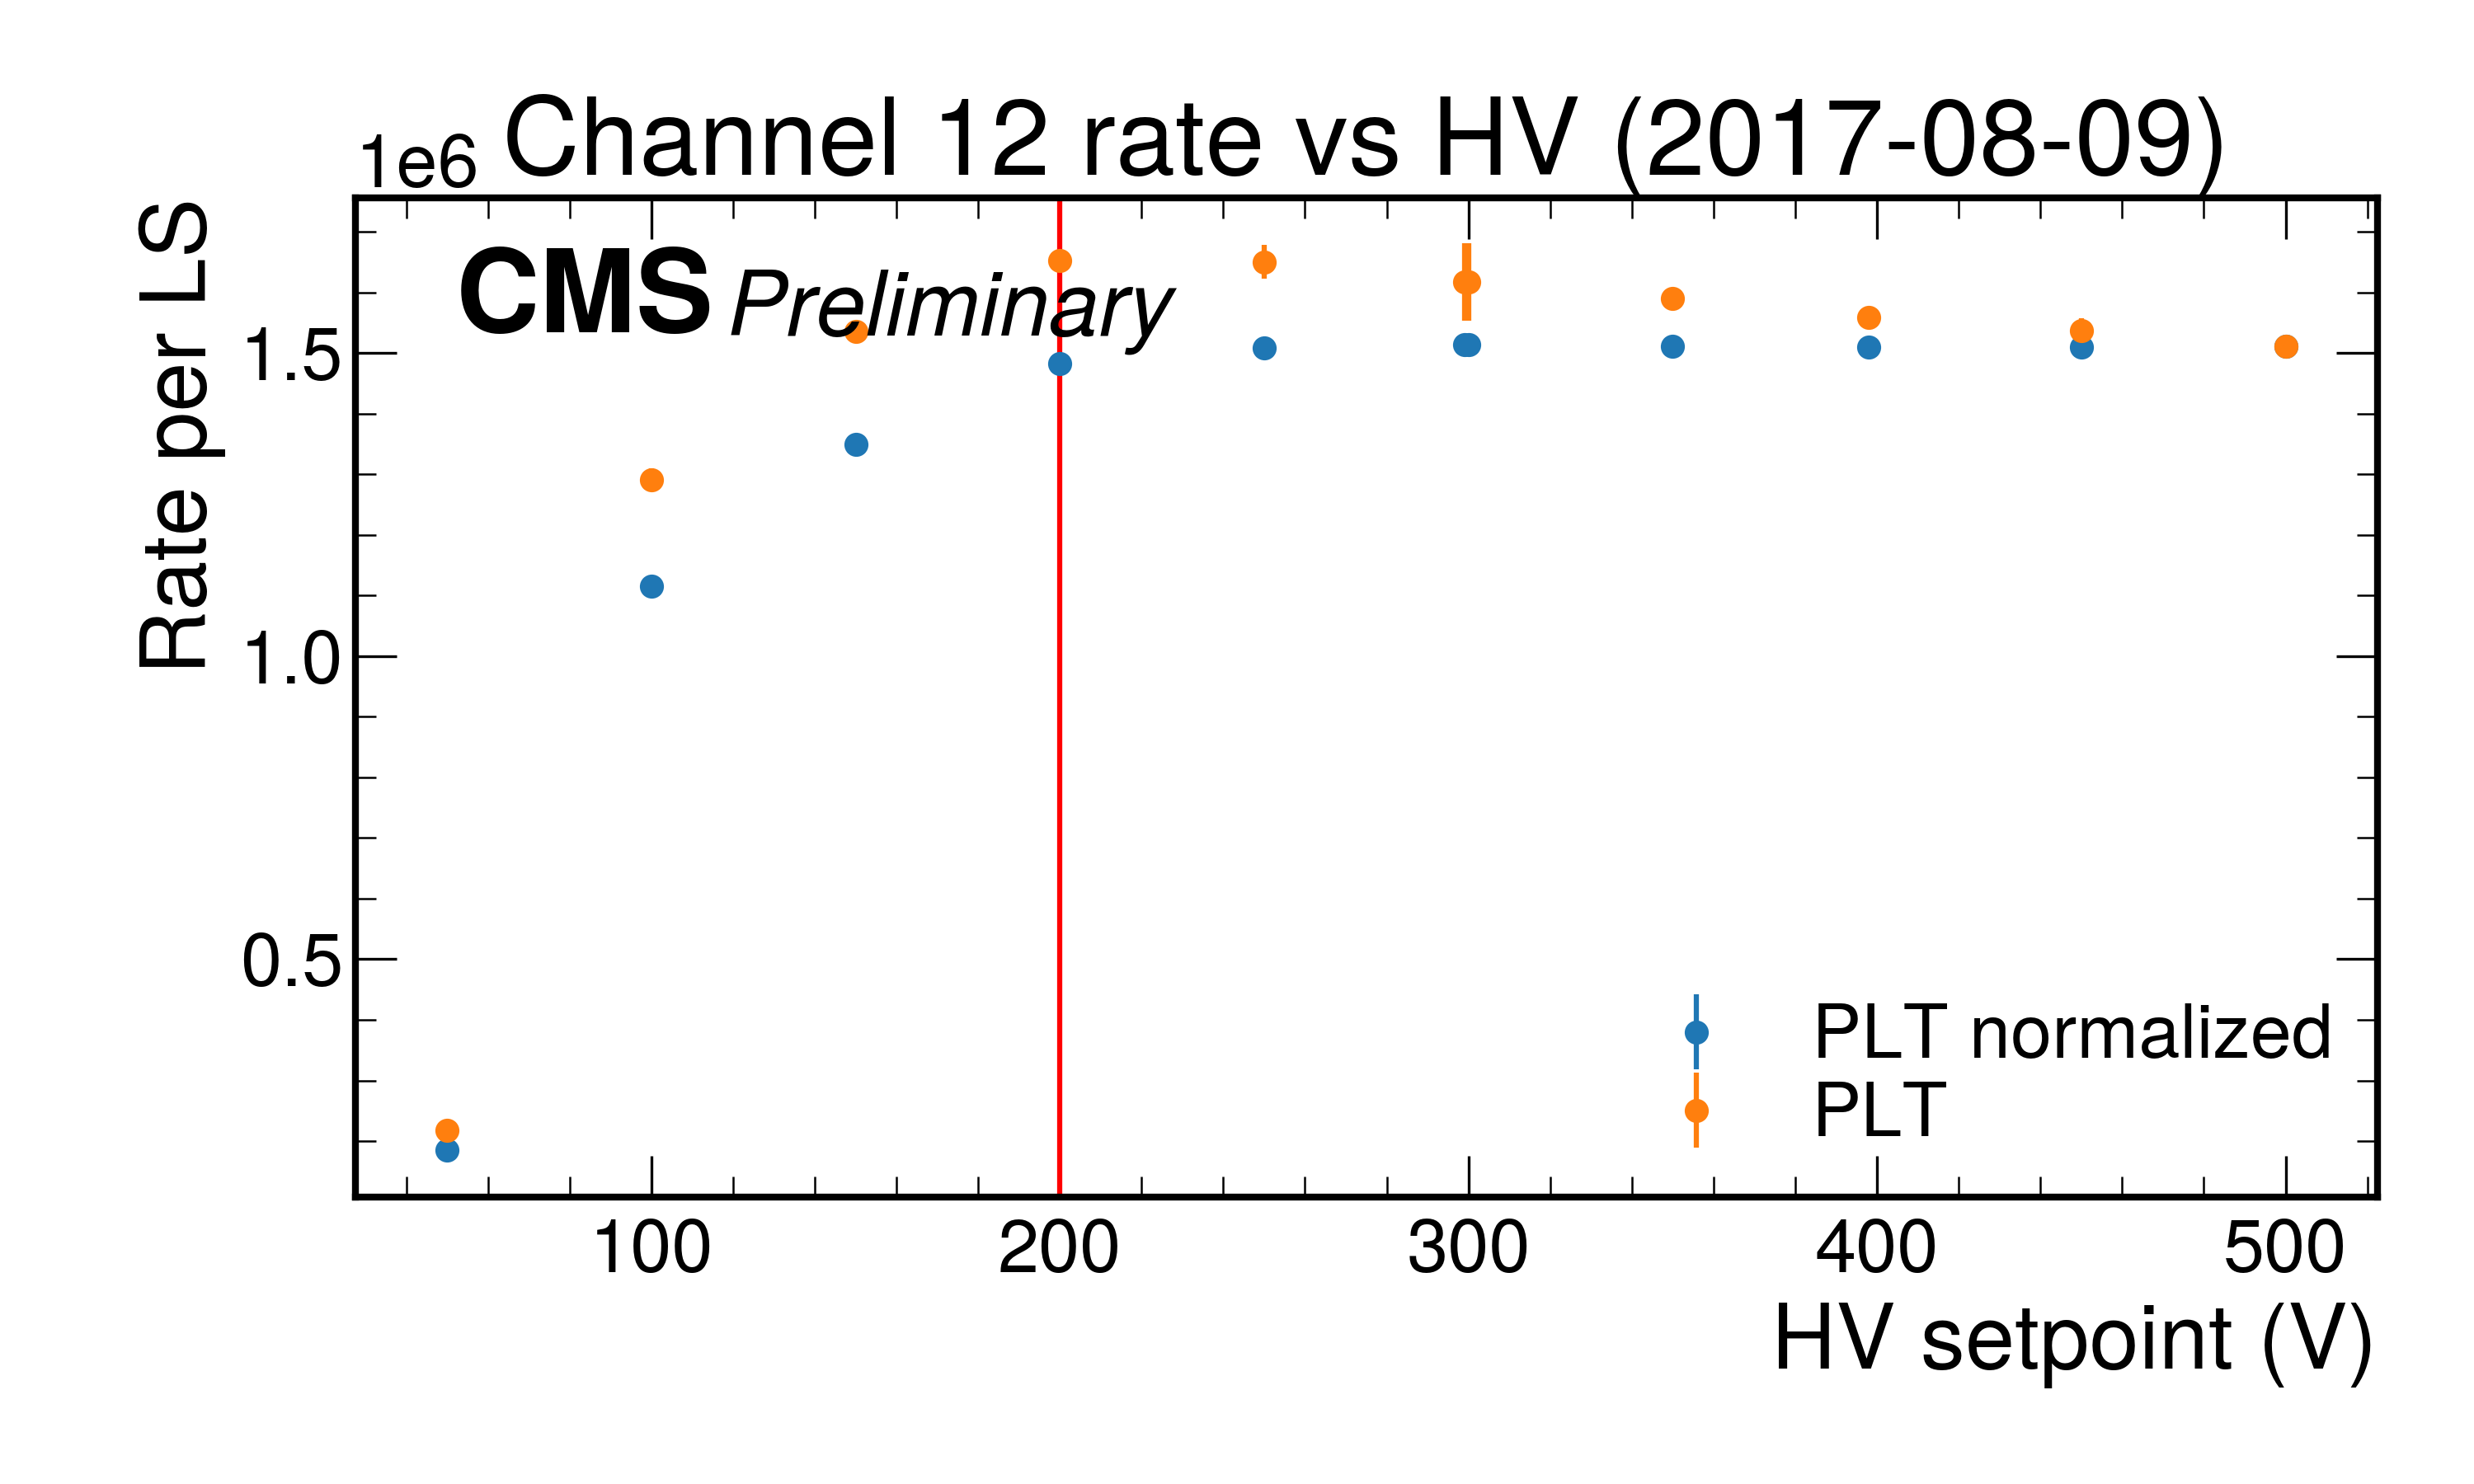 Channel 12 rate vs HV (2017-08-09)
1e6
CMS Preliminary
Rate per LS
1.5
1.0
0.5
PLT normalized
PLT
100 200 300 400 500
HV setpoint (V)